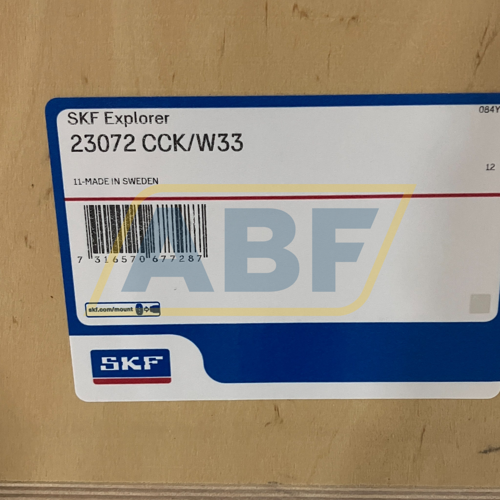 SKF Explorer
084Y
23072 CCK/W33
12
11-MADE IN SWEDEN
ABF
7 316570 677287
skf.com/mount
SKF